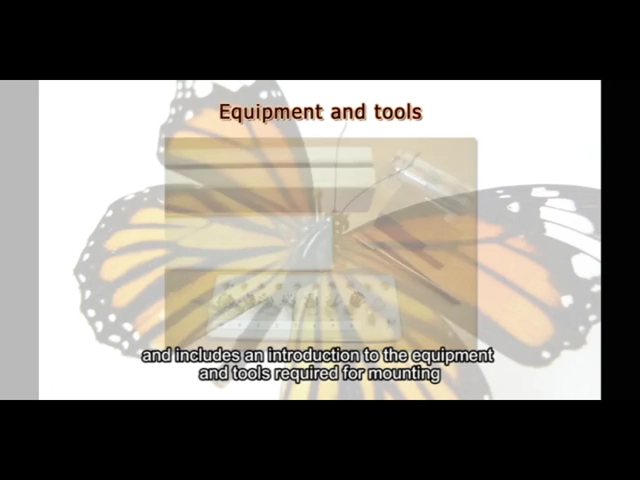 Equipment and tools
and includes an introduction to the equipment
and tools required for mounting